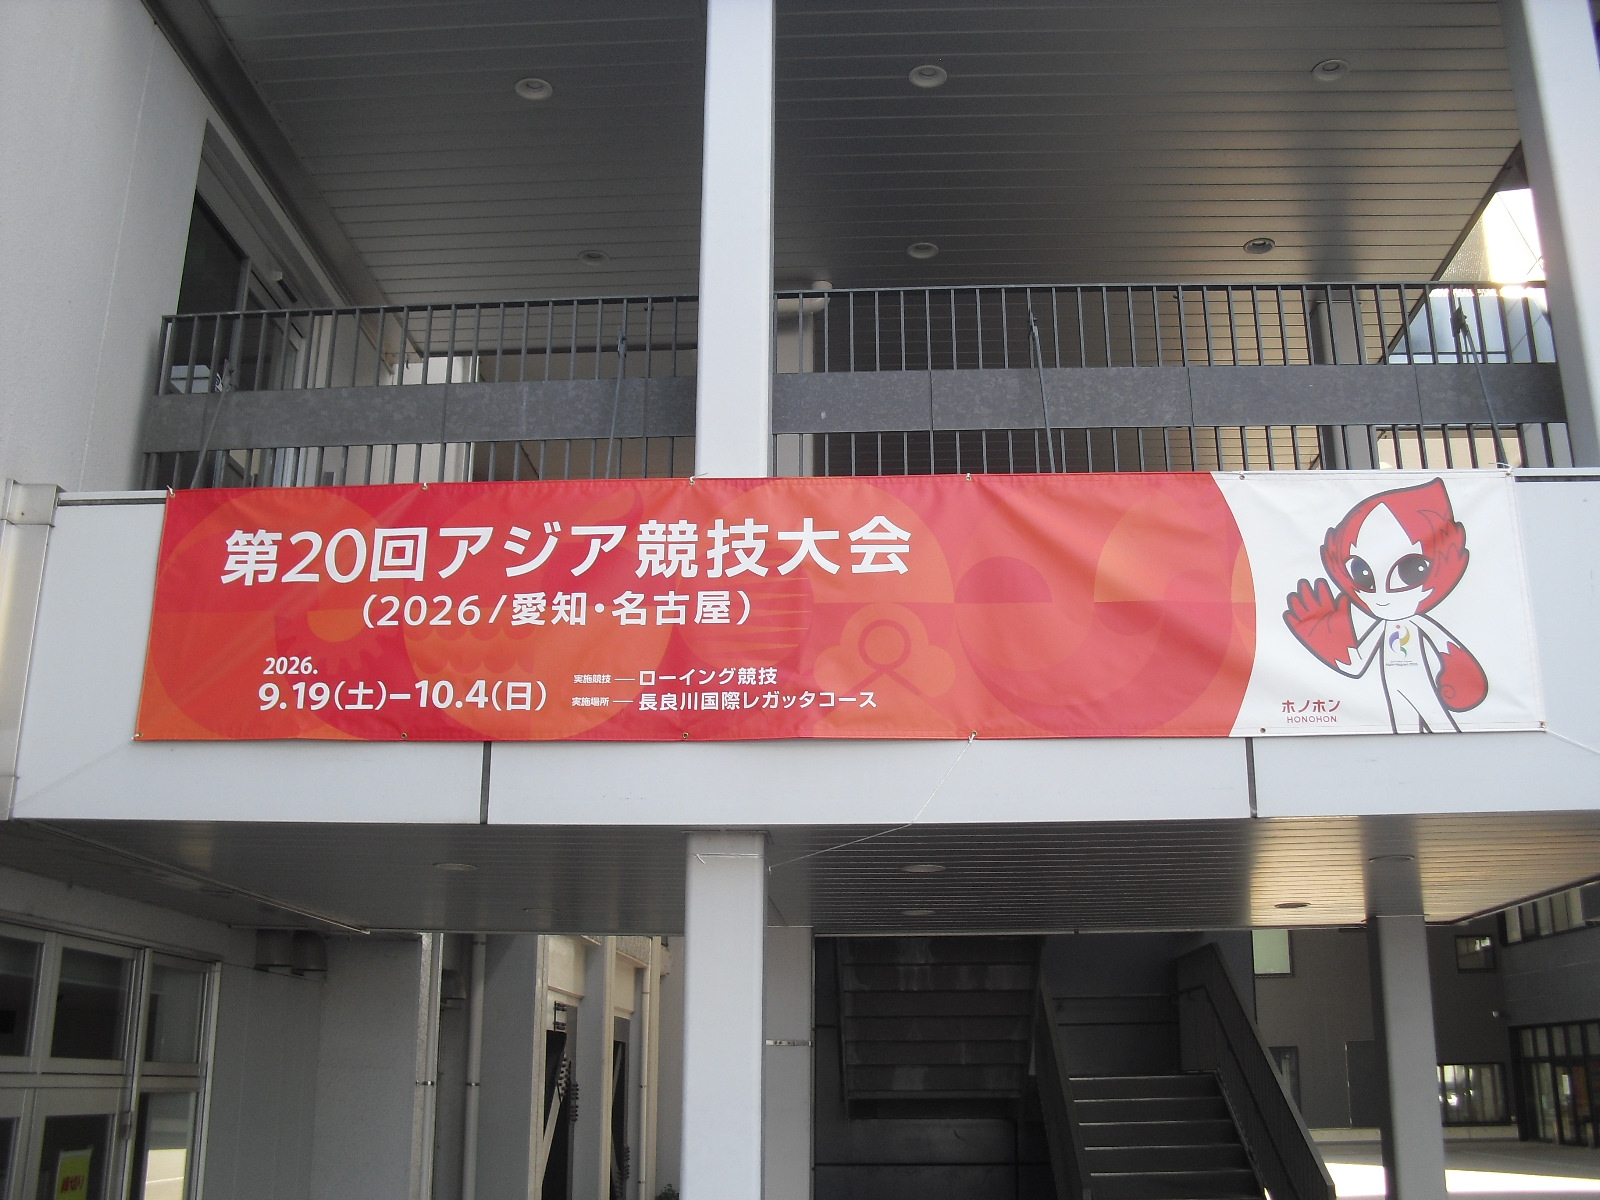 第20回アジア競技大会
(2026/愛知・名古屋)
2026.
9.19(土)–10.4(日)
実施競技 — ローイング競技
実施場所 — 長良川国際レガッタコース
ホノホン
HONOHON